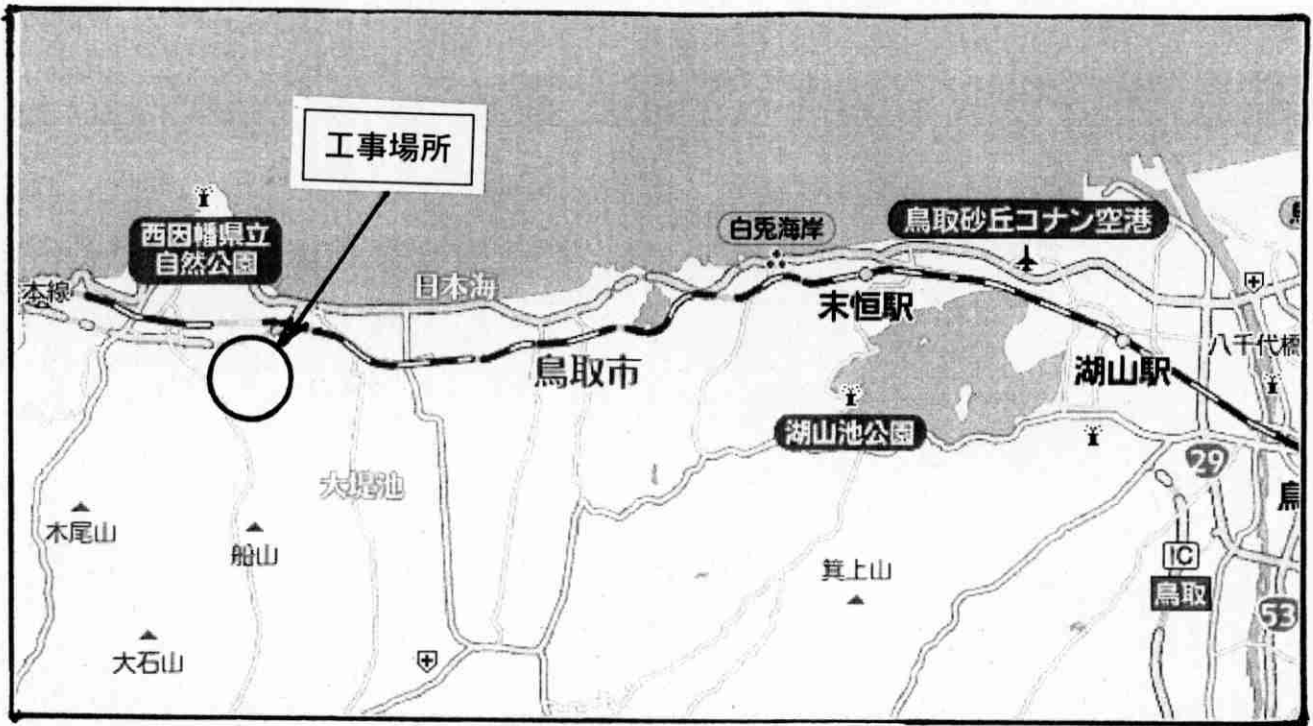 工事場所
西因幡県立
自然公園
白兎海岸
鳥取砂丘コナン空港
本線
日本海
末恒駅
鳥取市
八千代橋
湖山駅
湖山池公園
29
鳥
大堤池
木尾山
船山
箕上山
IC
鳥取
53
大石山